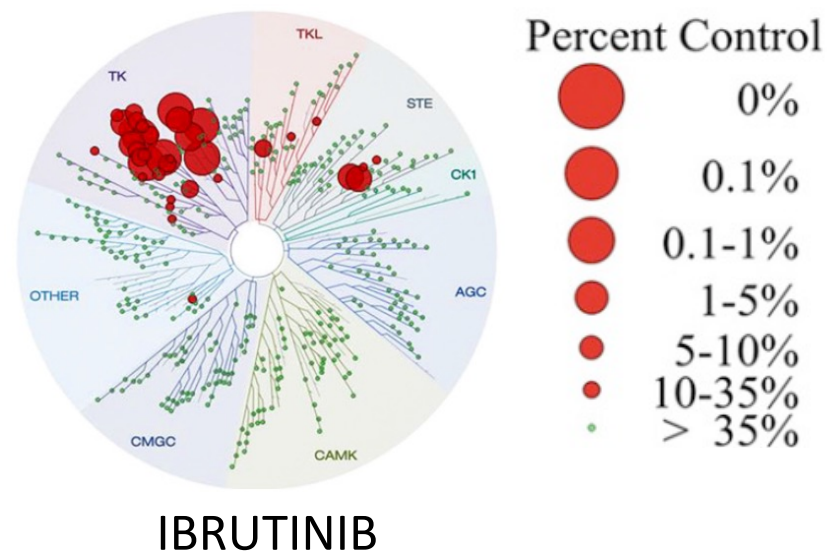 TKL
TK
STE
CK1
AGC
OTHER
CMGC
CAMK
IBRUTINIB
Percent Control
0%
0.1%
0.1-1%
1-5%
5-10%
10-35%
> 35%